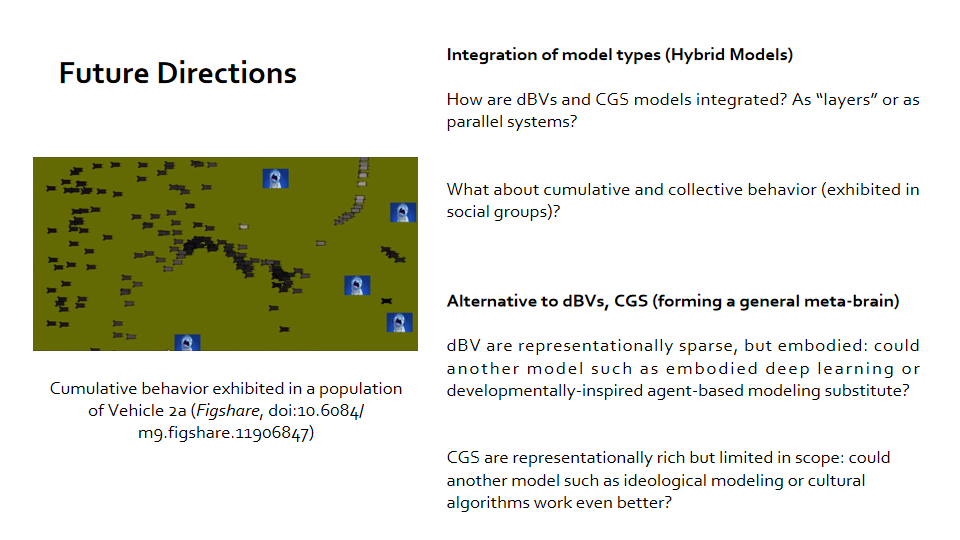 Future Directions
Cumulative behavior exhibited in a population
of Vehicle 2a (Figshare, doi:10.6084/
m9.figshare.11906847)
Integration of model types (Hybrid Models)
How are dBVs and CGS models integrated? As “layers” or as
parallel systems?
What about cumulative and collective behavior (exhibited in
social groups)?
Alternative to dBVs, CGS (forming a general meta-brain)
dBV are representationally sparse, but embodied: could
another model such as embodied deep learning or
developmentally-inspired agent-based modeling substitute?
CGS are representationally rich but limited in scope: could
another model such as ideological modeling or cultural
algorithms work even better?